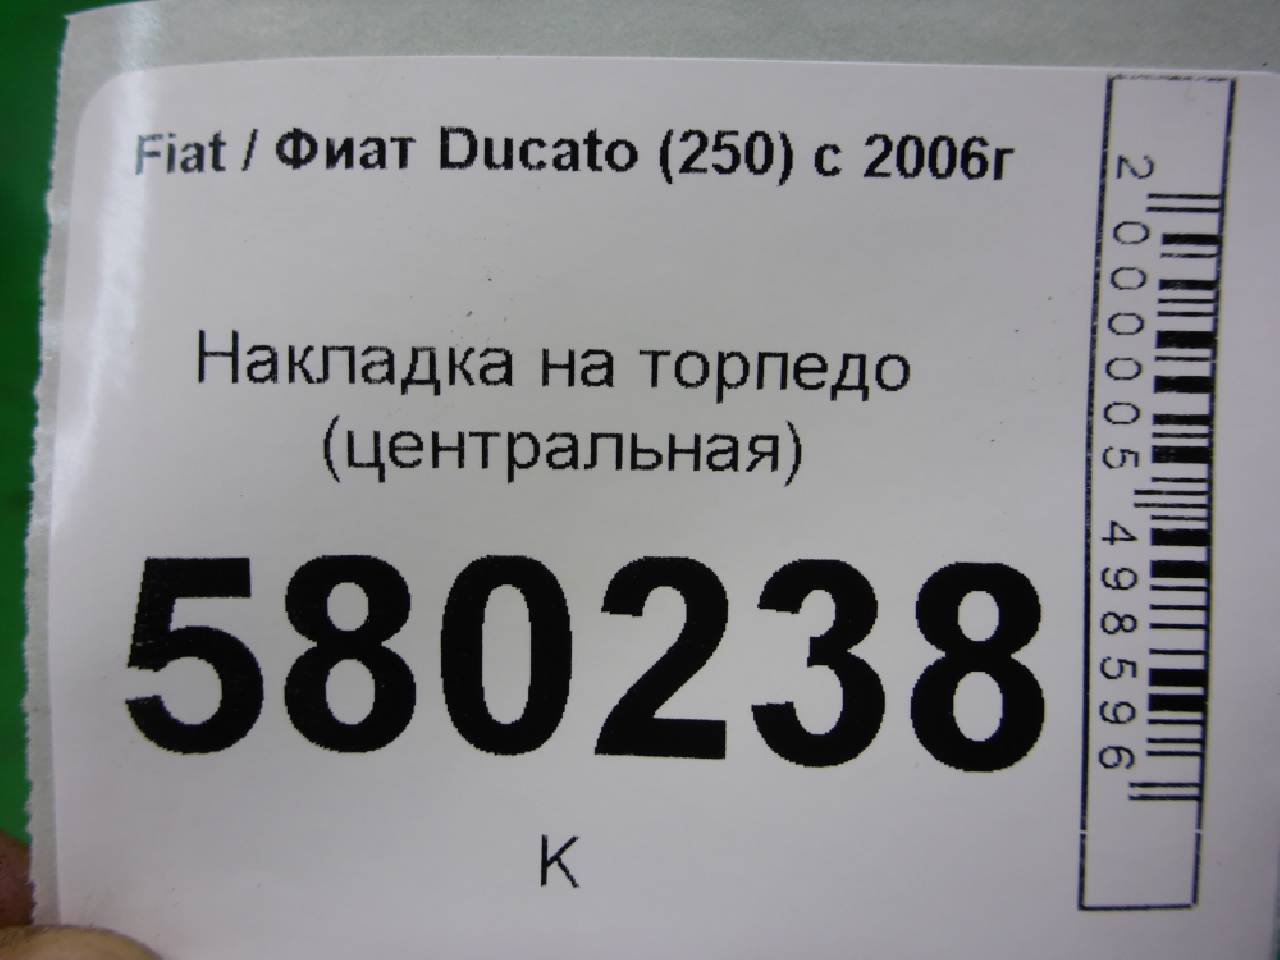 Fiat / Фиат Ducato (250) с 2006г
Накладка на торпедо
(центральная)
580238
К
2 000005 498596